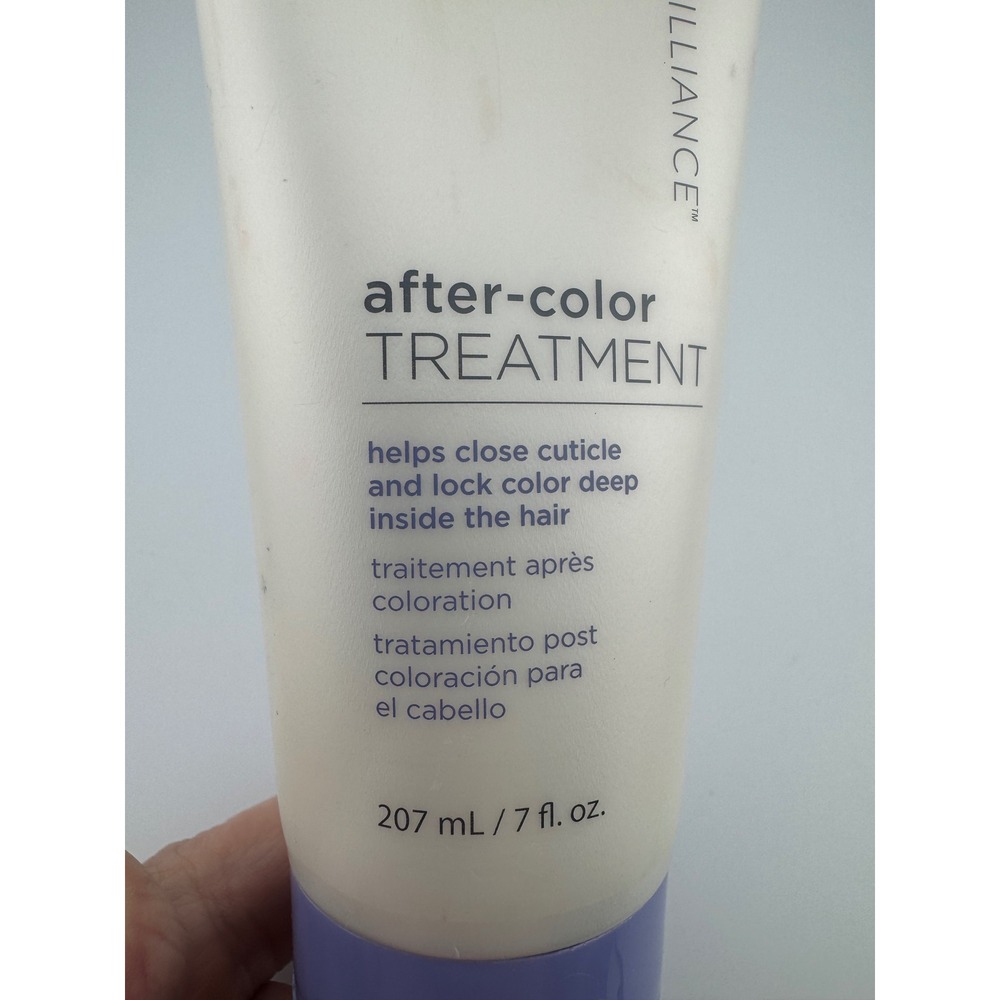 ILLIANCE™
after-color
TREATMENT
helps close cuticle
and lock color deep
inside the hair
traitement après
coloration
tratamiento post
coloración para
el cabello
207 mL / 7 fl. oz.